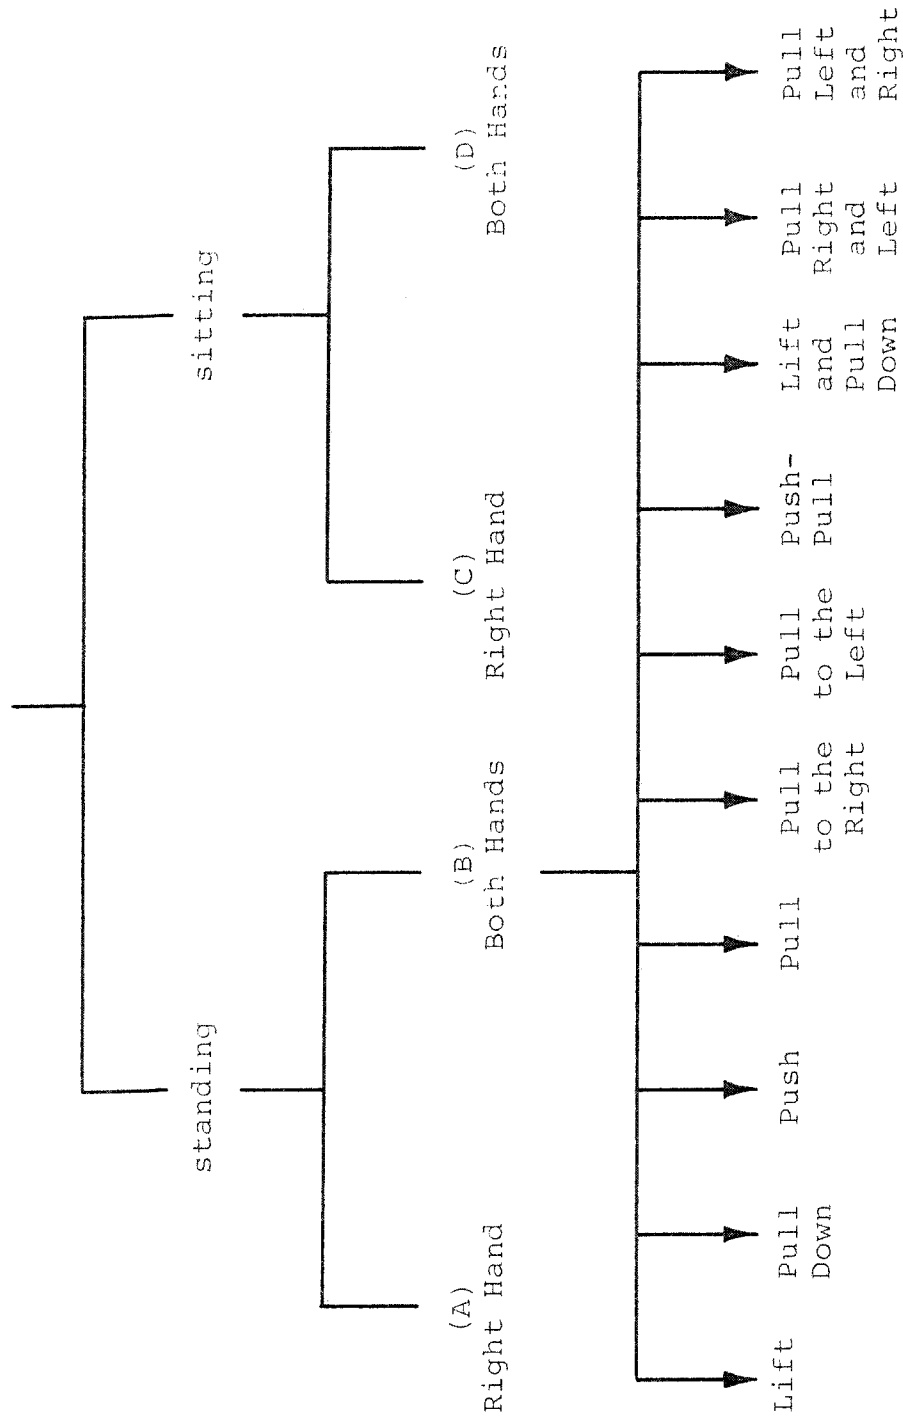 standing
sitting
(A)
Right Hand
(B)
Both Hands
(C)
Right Hand
(D)
Both Hands
Lift
Pull
Down
Push
Pull
Pull
to the
Right
Pull
to the
Left
Push-
Pull
Lift
and
Pull
Down
Pull
Right
and
Left
Pull
Left
and
Right